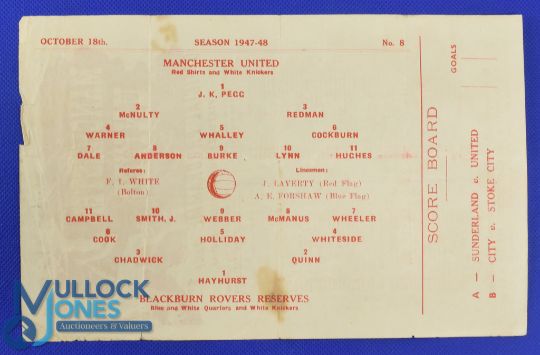 OCTOBER 18th. SEASON 1947-48 No. 8
MANCHESTER UNITED
Red Shirts and White Knickers
1
J. K. PEGG
2 3
McNULTY REDMAN
4 5 6
WARNER WHALLEY COCKBURN
7 8 9 10 11
DALE ANDERSON BURKE LYNN HUGHES
Referee: Linesmen:
F. L. WHITE J. LAVERTY (Red Flag)
(Bolton) A. E. FORSHAW (Blue Flag)
11 10 9 8 7
CAMPBELL SMITH, J. WEBBER McMANUS WHEELER
6 5 4
COOK HOLLIDAY WHITESIDE
3 2
CHADWICK QUINN
1
HAYHURST
BLACKBURN ROVERS RESERVES
Blue and White Quarters and White Knickers
SCORE BOARD
GOALS
A — SUNDERLAND v. UNITED
B — CITY v. STOKE CITY
MULLOCK
JONES
Auctioneers & Valuers